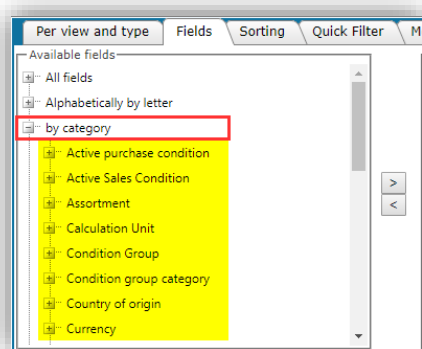 Per view and type Fields Sorting Quick Filter M
Available fields
All fields
Alphabetically by letter
by category
Active purchase condition
Active Sales Condition
Assortment
Calculation Unit
Condition Group
Condition group category
Country of origin
Currency
>
<